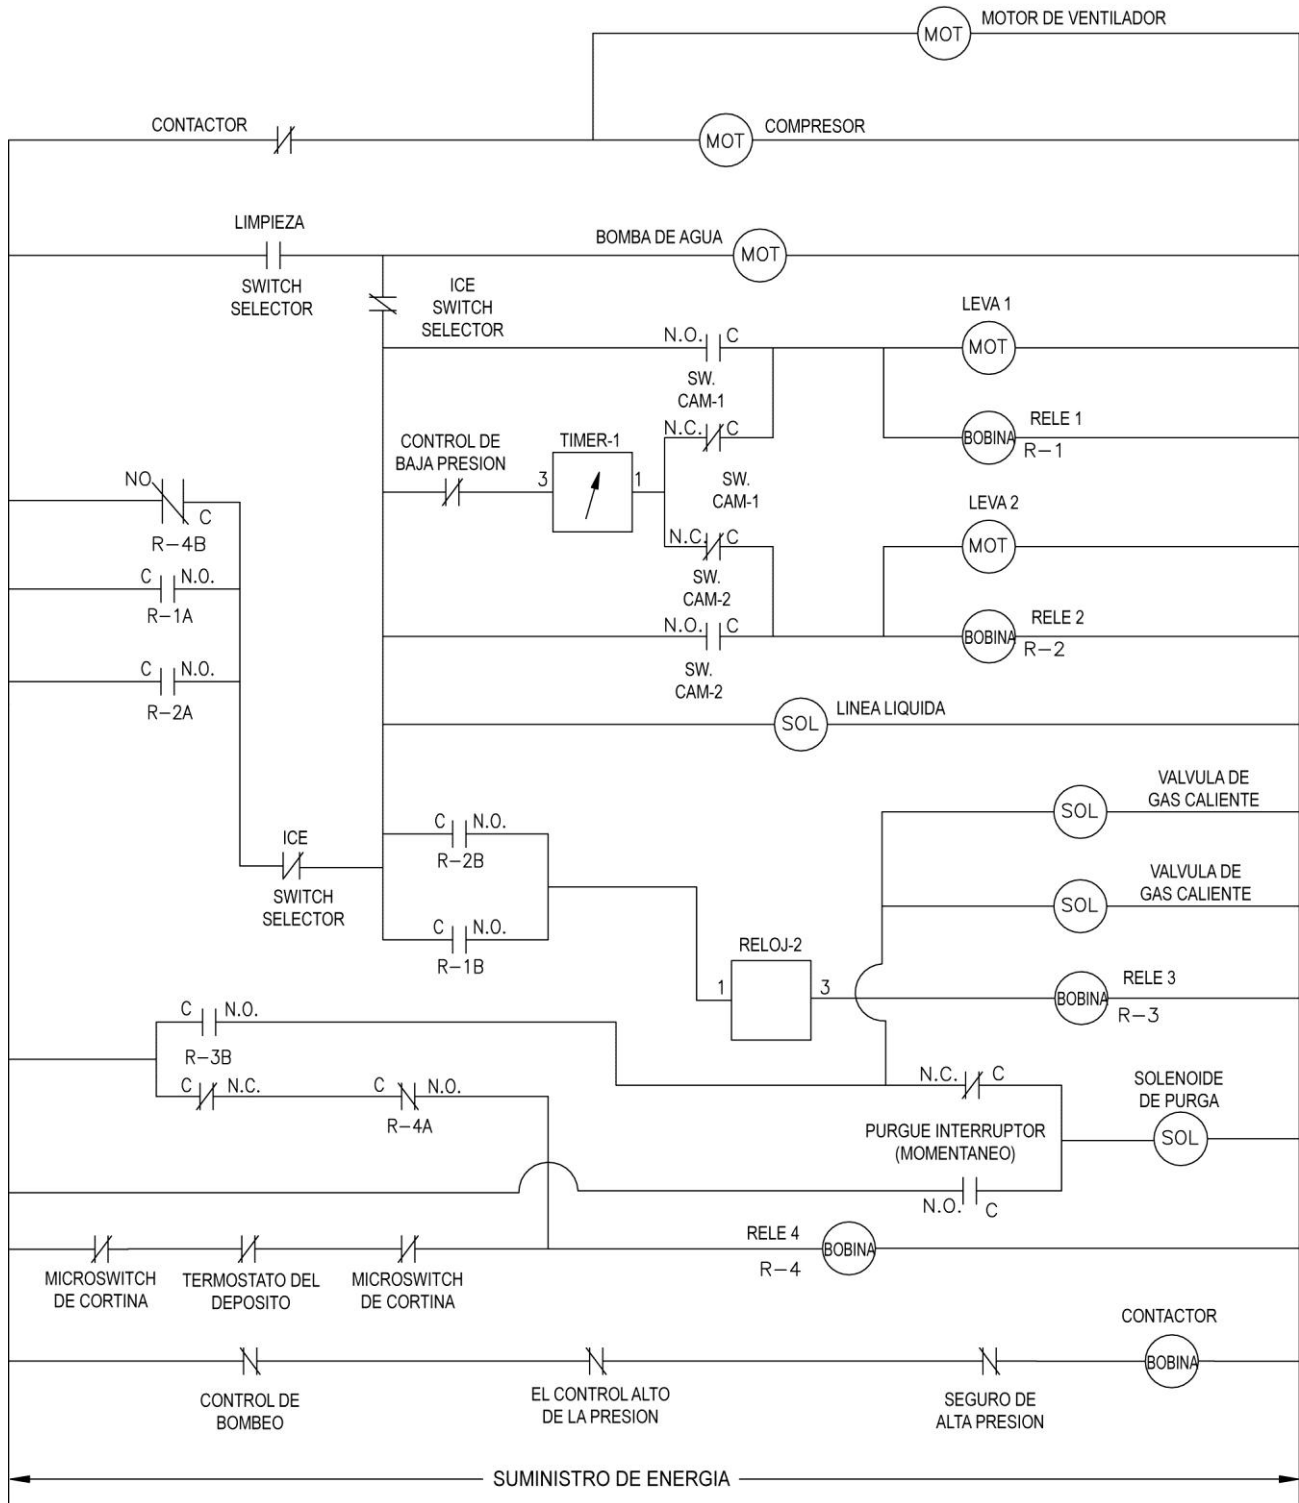 MOTOR DE VENTILADOR
MOT
CONTACTOR
COMPRESOR
MOT
LIMPIEZA
SWITCH
SELECTOR
BOMBA DE AGUA
MOT
ICE
SWITCH
SELECTOR
LEVA 1
N.O. C
MOT
SW.
CAM-1
RELE 1
N.C. C
BOBINA
R-1
CONTROL DE
BAJA PRESION
TIMER-1
3
1
SW.
CAM-1
NO
C
R-4B
LEVA 2
N.C. C
MOT
SW.
CAM-2
C N.O.
R-1A
RELE 2
N.O. C
BOBINA
R-2
SW.
CAM-2
C N.O.
R-2A
LINEA LIQUIDA
SOL
VALVULA DE
GAS CALIENTE
SOL
C N.O.
R-2B
ICE
SWITCH
SELECTOR
VALVULA DE
GAS CALIENTE
SOL
C N.O.
R-1B
RELOJ-2
1
3
RELE 3
BOBINA
R-3
C N.O.
R-3B
C N.C.
C N.O.
R-4A
N.C. C
SOLENOIDE
DE PURGA
SOL
PURGUE INTERRUPTOR
(MOMENTANEO)
N.O. C
RELE 4
BOBINA
R-4
MICROSWITCH
DE CORTINA
TERMOSTATO DEL
DEPOSITO
MICROSWITCH
DE CORTINA
CONTACTOR
BOBINA
CONTROL DE
BOMBEO
EL CONTROL ALTO
DE LA PRESION
SEGURO DE
ALTA PRESION
SUMINISTRO DE ENERGIA